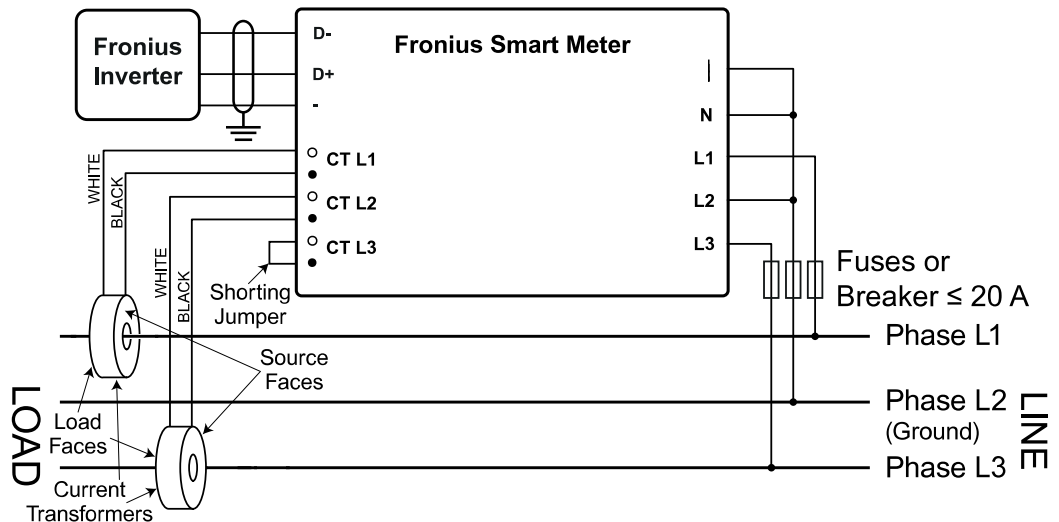 Fronius
Inverter
Fronius Smart Meter
D-
D+
-
CT L1
CT L2
CT L3
|
N
L1
L2
L3
WHITE
BLACK
WHITE
BLACK
Shorting
Jumper
Fuses or
Breaker ≤ 20 A
Source
Faces
Load
Faces
Current
Transformers
LOAD
Phase L1
Phase L2
(Ground)
Phase L3
LINE